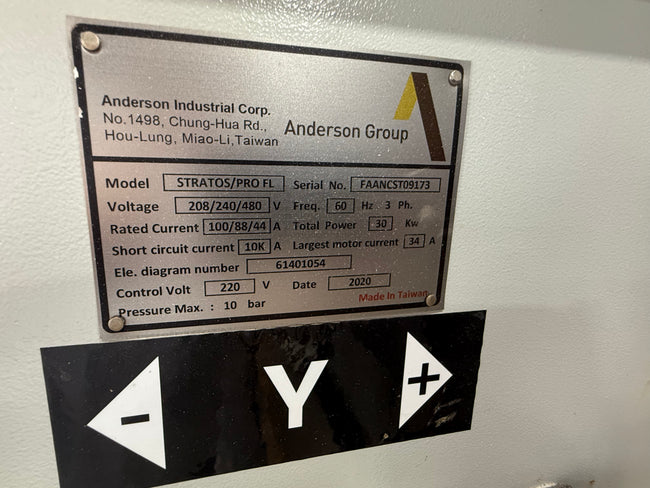 Anderson Industrial Corp.
No.1498, Chung-Hua Rd.,
Hou-Lung, Miao-Li,Taiwan
Anderson Group
Model STRATOS/PRO FL Serial No. FAANCST09173
Voltage 208/240/480 V Freq. 60 Hz 3 Ph.
Rated Current 100/88/44 A Total Power 30 Kw
Short circuit current 10K A Largest motor current 34 A
Ele. diagram number 61401054
Control Volt 220 V Date 2020
Pressure Max. : 10 bar Made In Taiwan
- Y +